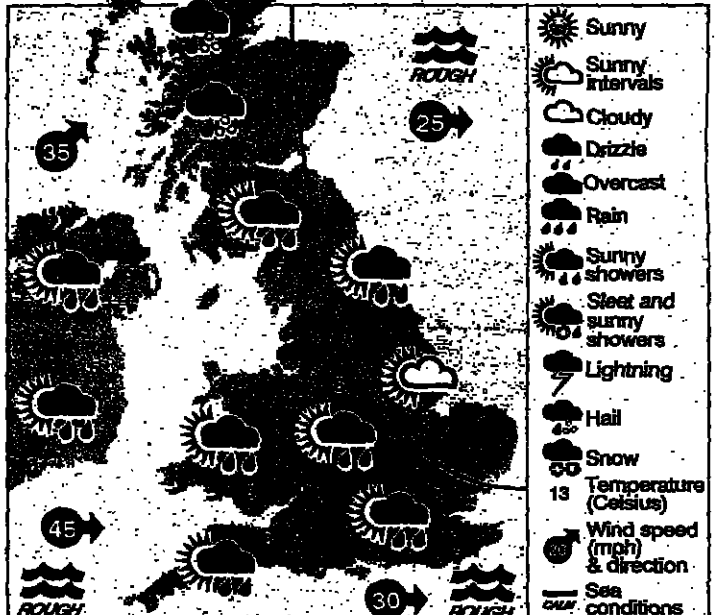 ROUGH
35
25
45
ROUGH
30
ROUGH
Sunny
Sunny
intervals
Cloudy
Drizzle
Overcast
Rain
Sunny
showers
Sleet and
sunny
showers
Lightning
Hail
Snow
13 Temperature
(Celsius)
Wind speed
(mph)
& direction
CALM Sea
conditions